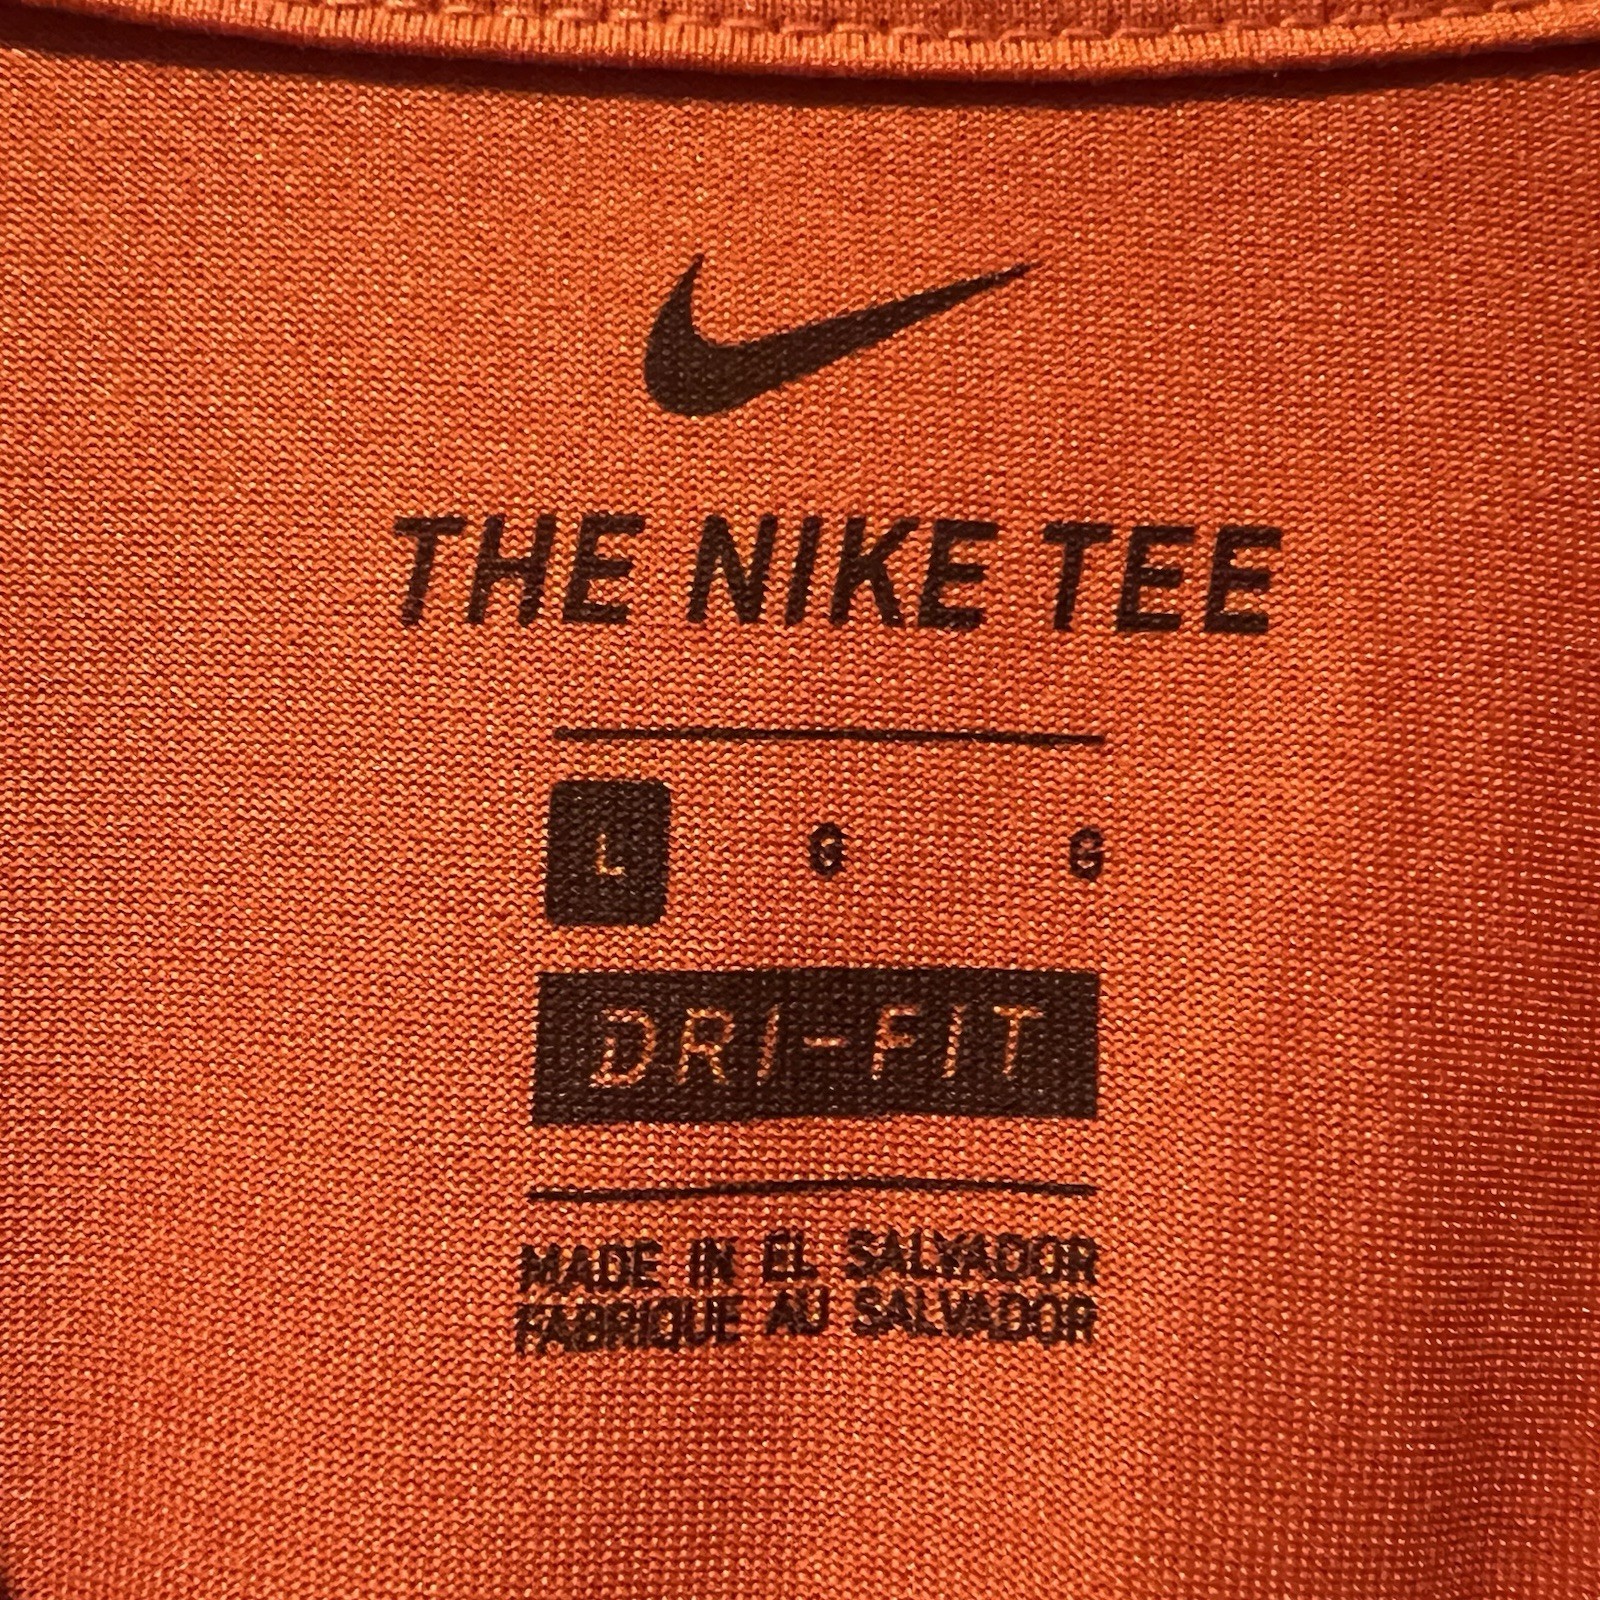 THE NIKE TEE
L G G
DRI-FIT
MADE IN EL SALVADOR
FABRIQUE AU SALVADOR